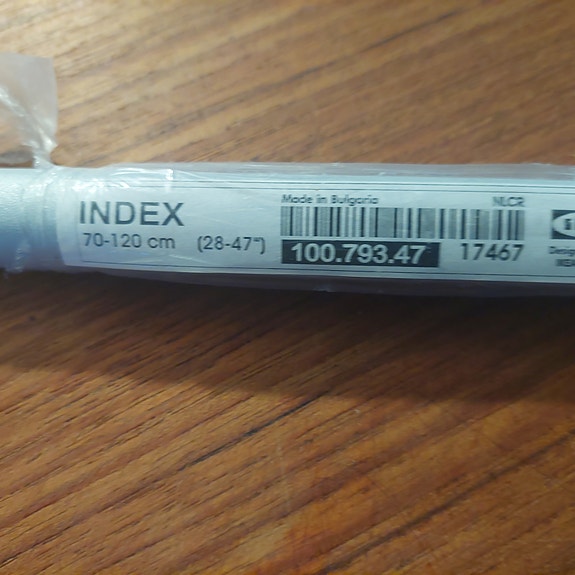 Made in Bulgaria NLCR
INDEX
70-120 cm (28-47")
100.793.47 17467